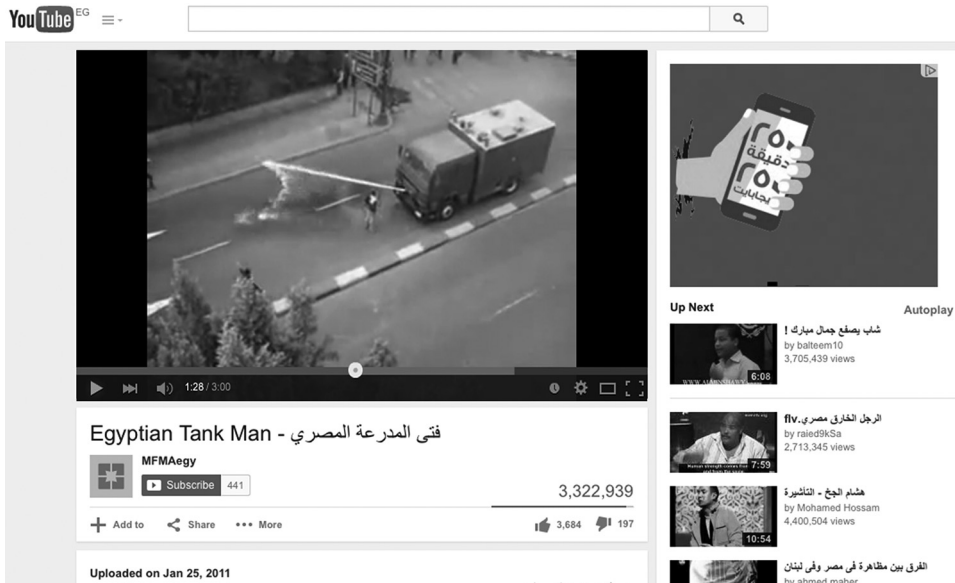 YouTube EG
1:28 / 3:00
Egyptian Tank Man - فتى المدرعة المصري
MFMAegy
Subscribe 441
3,322,939
Add to
Share
More
3,684
197
Uploaded on Jan 25, 2011
٢٥٠
دقيقة
٢٥٠
Up Next
Autoplay
شاب يصفع جمال مبارك !
by balteem10
3,705,439 views
6:08
الرجل الخارق مصري.flv
by raied9kSa
2,713,345 views
7:59
هشام الجخ - التأشيرة
by Mohamed Hossam
4,400,504 views
10:54
الفرق بين مظاهرة فى مصر وفى لبنان
by ahmed maher